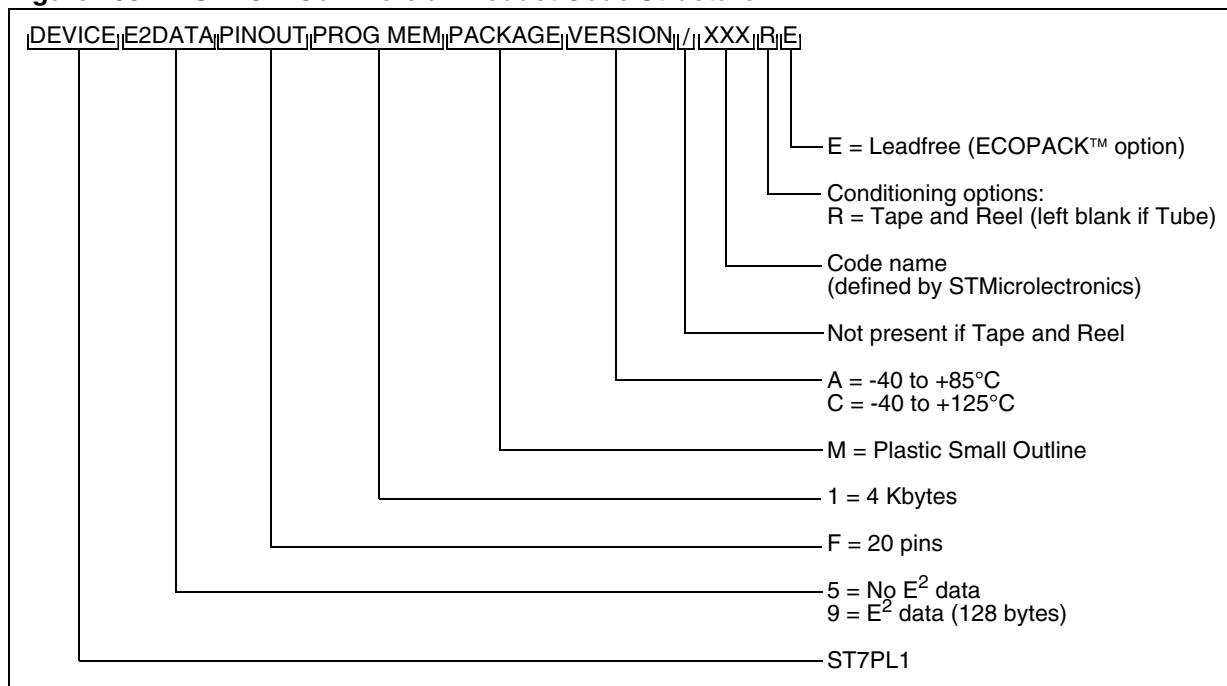 DEVICE E2DATA PINOUT PROG MEM PACKAGE VERSION / XXX R E
E = Leadfree (ECOPACK™ option)
Conditioning options:
R = Tape and Reel (left blank if Tube)
Code name
(defined by STMicrolectronics)
Not present if Tape and Reel
A = -40 to +85°C
C = -40 to +125°C
M = Plastic Small Outline
1 = 4 Kbytes
F = 20 pins
5 = No E² data
9 = E² data (128 bytes)
ST7PL1